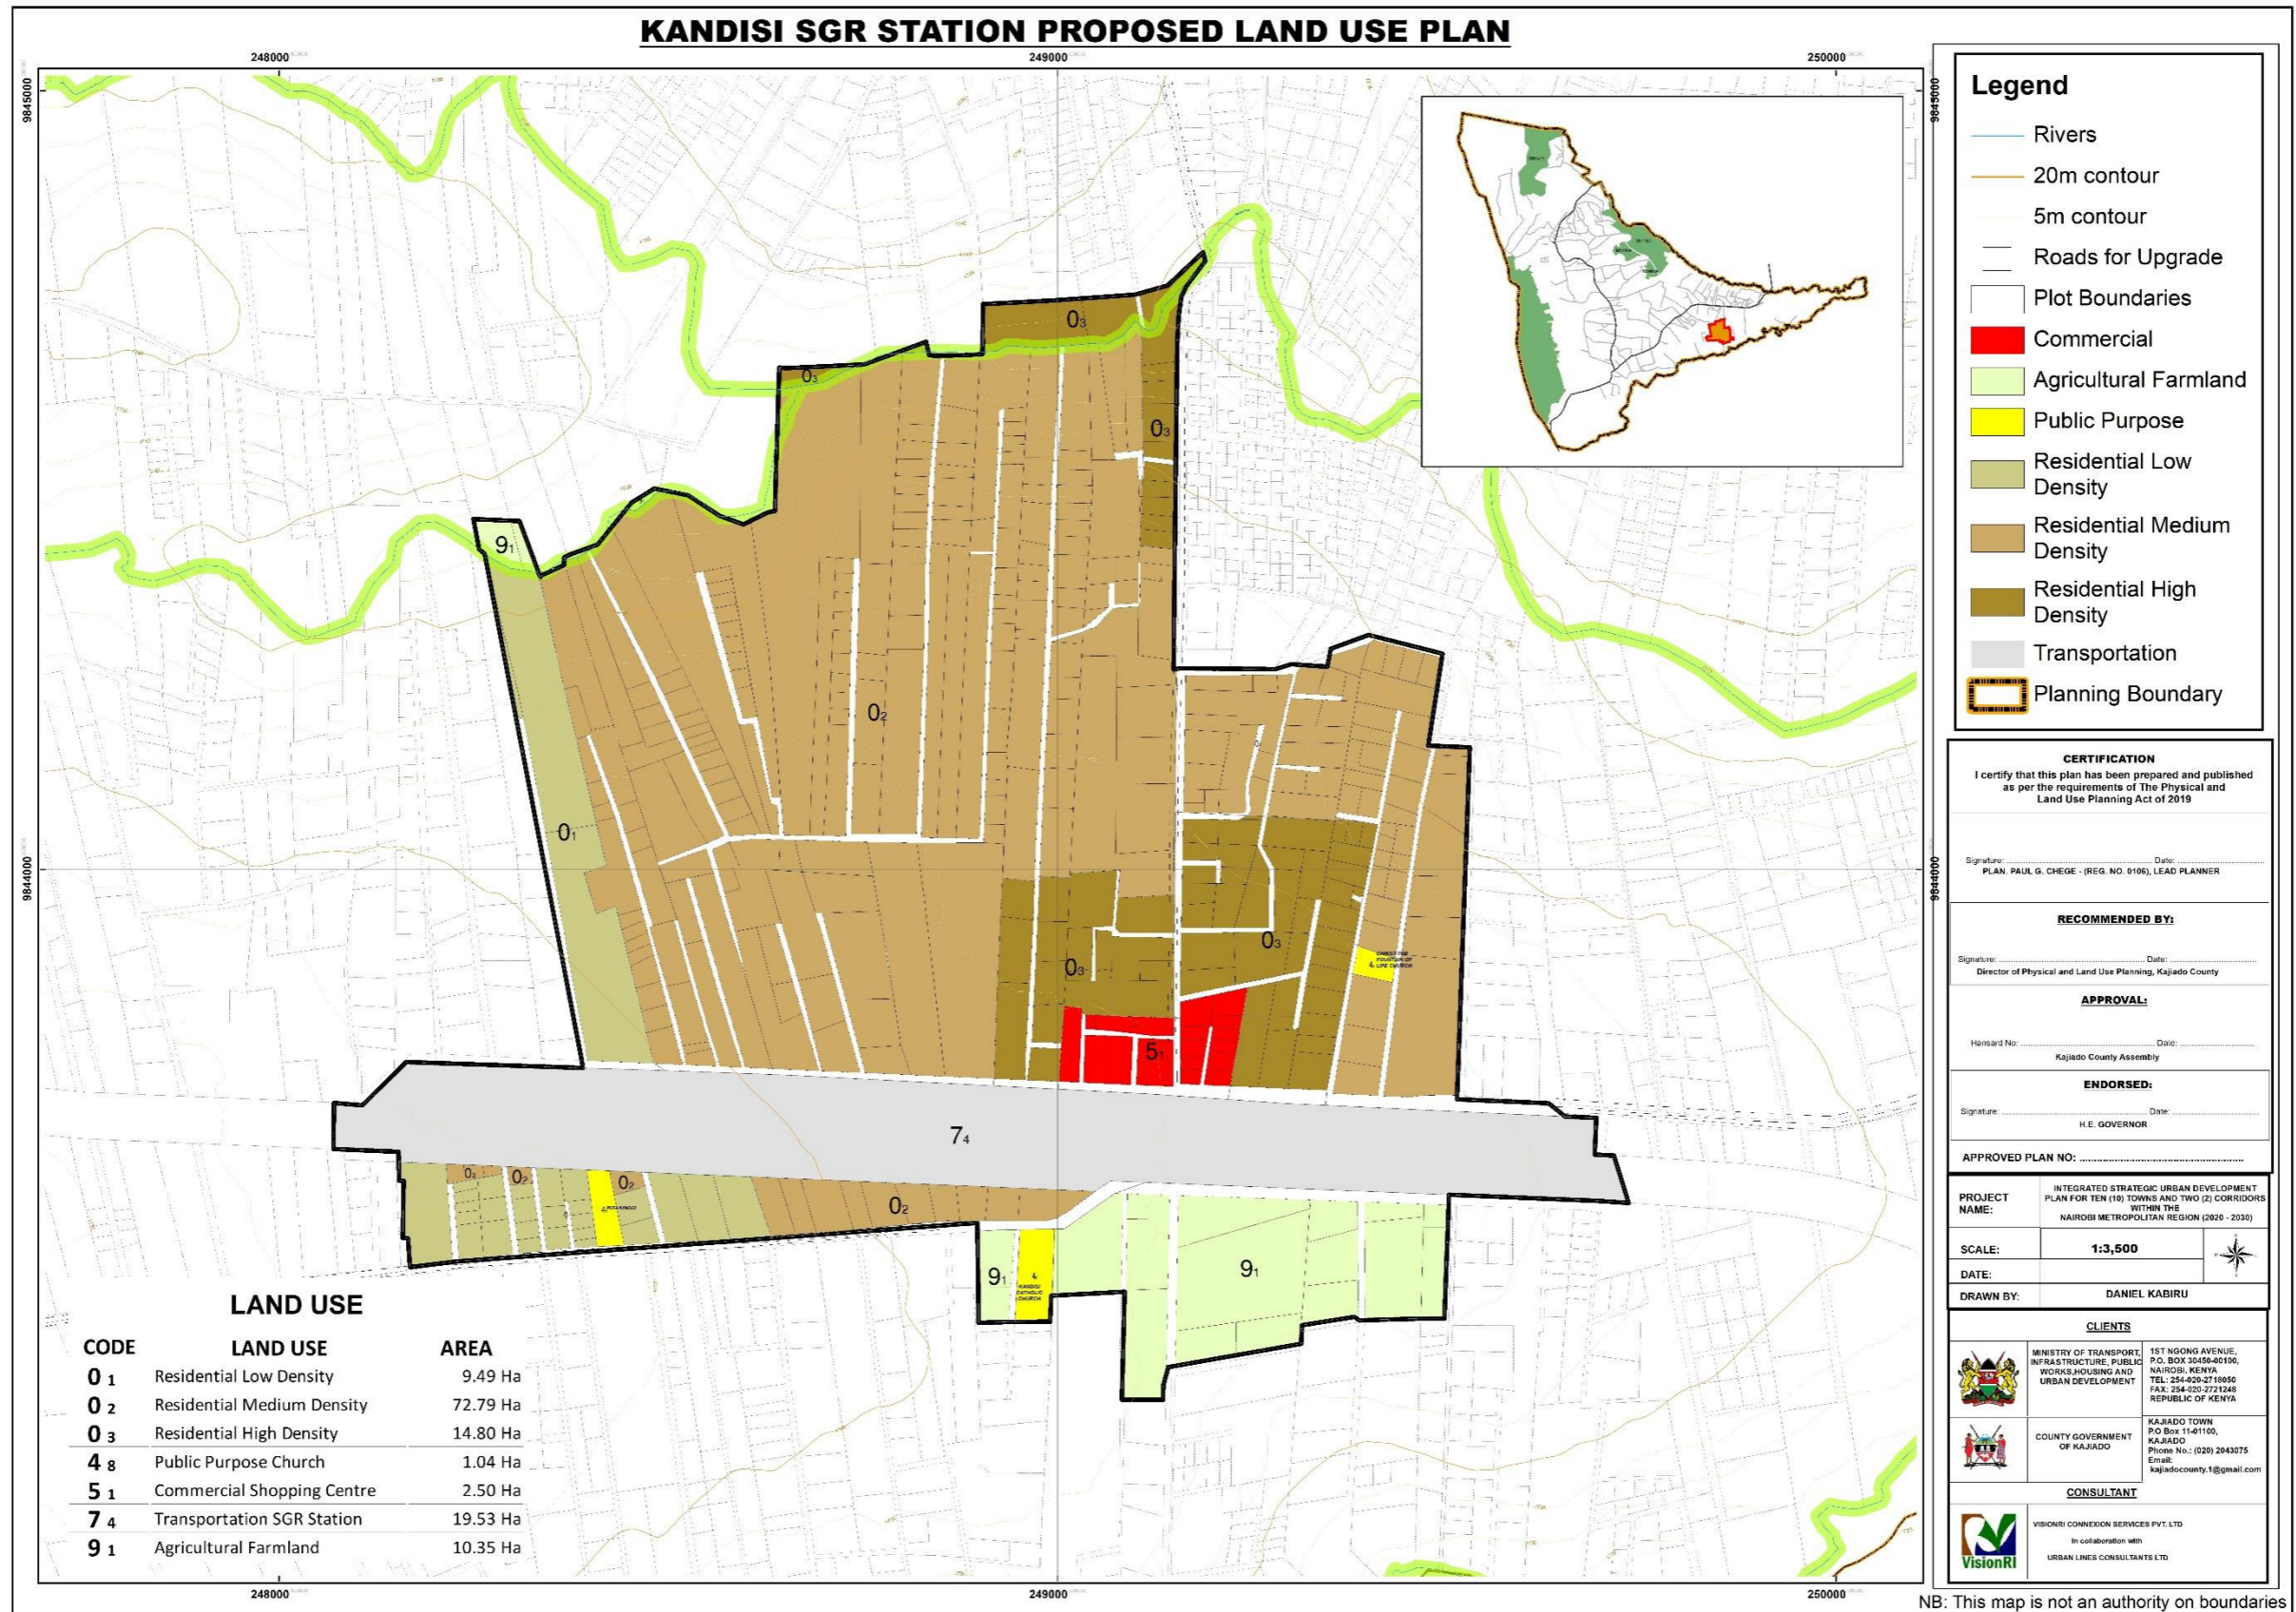 KANDISI SGR STATION PROPOSED LAND USE PLAN
248000
249000
250000
9845000
9845000
9844000
9844000
0₃
0₃
0₃
9₁
0₂
0₁
0₃
0₃
CHRIST THE
FOUNTAIN OF
LIFE CHURCH
5₁
7₄
0₂
0₂
0₂
0₂
9₁
KANDISI
CATHOLIC
CHURCH
9₁
248000
249000
250000
LAND USE
CODE LAND USE AREA
0 1 Residential Low Density 9.49 Ha
0 2 Residential Medium Density 72.79 Ha
0 3 Residential High Density 14.80 Ha
4 8 Public Purpose Church 1.04 Ha
5 1 Commercial Shopping Centre 2.50 Ha
7 4 Transportation SGR Station 19.53 Ha
9 1 Agricultural Farmland 10.35 Ha
Legend
Rivers
20m contour
5m contour
Roads for Upgrade
Plot Boundaries
Commercial
Agricultural Farmland
Public Purpose
Residential Low
Density
Residential Medium
Density
Residential High
Density
Transportation
Planning Boundary
CERTIFICATION
I certify that this plan has been prepared and published
as per the requirements of The Physical and
Land Use Planning Act of 2019
Signature: .......... Date: ..........
PLAN. PAUL G. CHEGE - (REG. NO. 0106), LEAD PLANNER
RECOMMENDED BY:
Signature: .......... Date: ..........
Director of Physical and Land Use Planning, Kajiado County
APPROVAL:
Hansard No: .......... Date: ..........
Kajiado County Assembly
ENDORSED:
Signature: .......... Date: ..........
H.E. GOVERNOR
APPROVED PLAN NO: ..........
PROJECT
NAME:
INTEGRATED STRATEGIC URBAN DEVELOPMENT
PLAN FOR TEN (10) TOWNS AND TWO (2) CORRIDORS
WITHIN THE
NAIROBI METROPOLITAN REGION (2020 - 2030)
SCALE: 1:3,500
DATE:
DRAWN BY: DANIEL KABIRU
CLIENTS
MINISTRY OF TRANSPORT,
INFRASTRUCTURE, PUBLIC
WORKS,HOUSING AND
URBAN DEVELOPMENT
1ST NGONG AVENUE,
P.O. BOX 30450-00100,
NAIROBI, KENYA
TEL: 254-020-2718050
FAX: 254-020-2721248
REPUBLIC OF KENYA
COUNTY GOVERNMENT
OF KAJIADO
KAJIADO TOWN
P.O Box 11-01100,
KAJIADO
Phone No.: (020) 2043075
Email:
kajiadocounty.1@gmail.com
CONSULTANT
VisionRI
VISIONRI CONNEXION SERVICES PVT. LTD
In collaboration with
URBAN LINES CONSULTANTS LTD
NB: This map is not an authority on boundaries